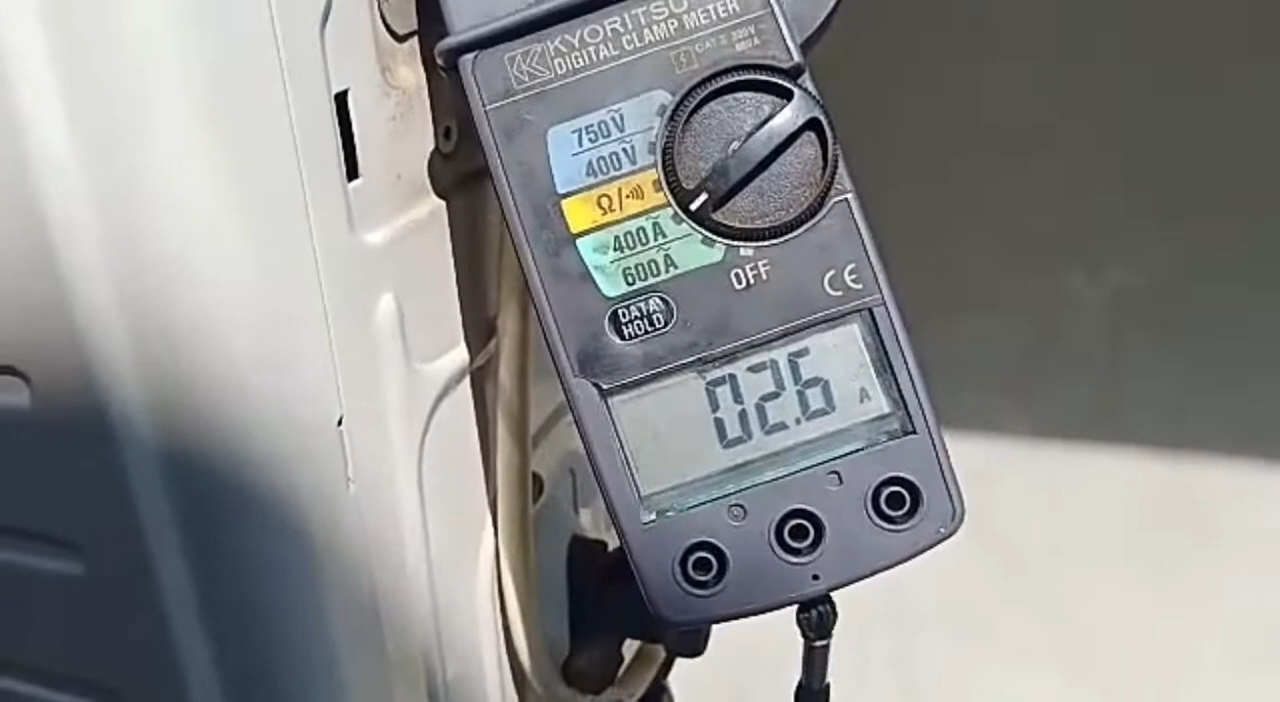 KYORITSU
DIGITAL CLAMP METER
750V
400V
Ω/
400A
600A
OFF
DATA
HOLD
CE
02.6 A